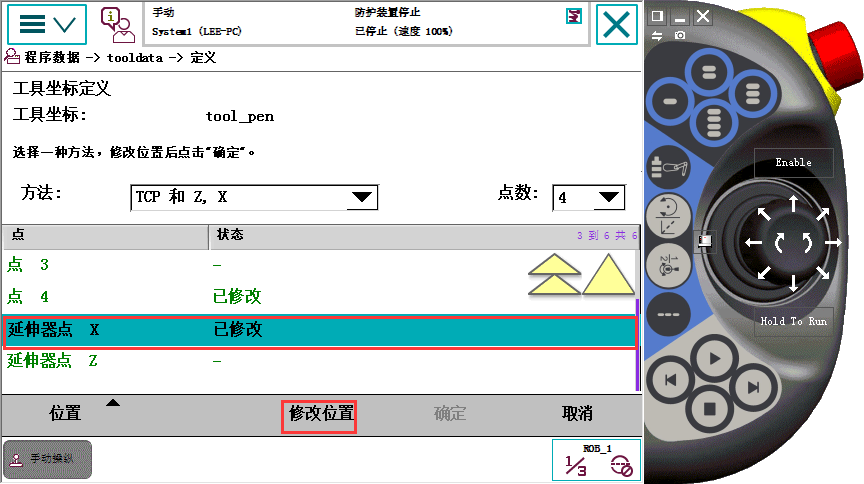 手动
防护装置停止
System1 (LEE-PC)
已停止 (速度 100%)
程序数据 -> tooldata -> 定义
工具坐标定义
工具坐标:
tool_pen
选择一种方法，修改位置后点击“确定”。
方法:
TCP 和 Z, X
点数:
4
点
状态
3 到 6 共 6
点 3
–
点 4
已修改
延伸器点 X
已修改
延伸器点 Z
–
位置
修改位置
确定
取消
手动操纵
ROB_1
1/3
Enable
Hold To Run